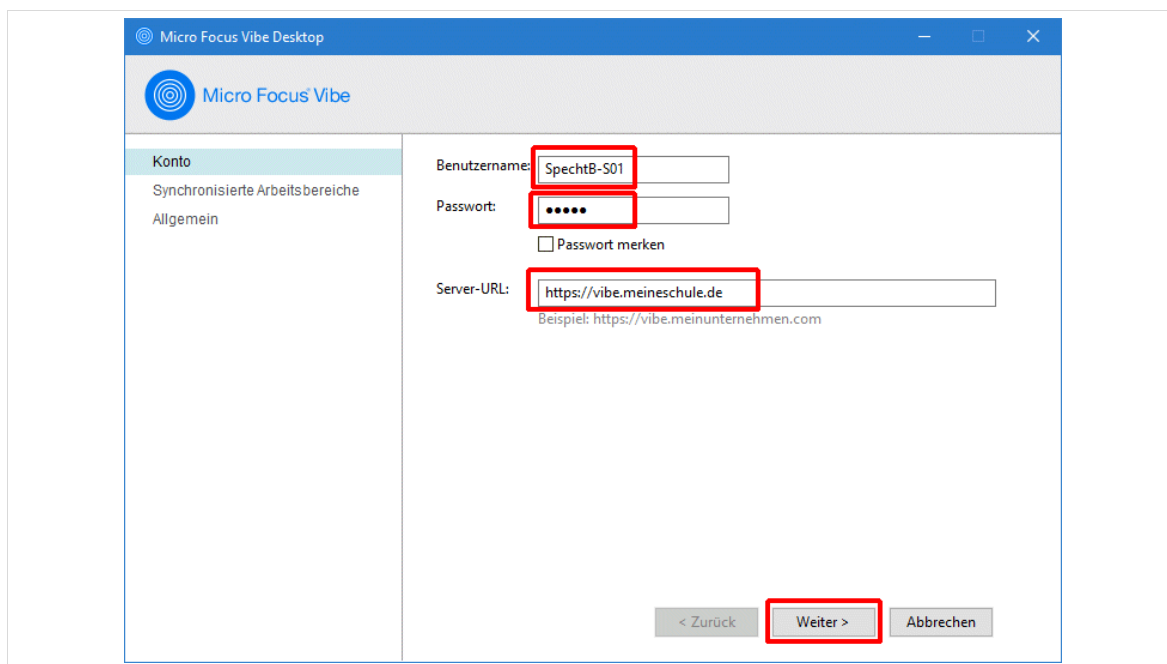 Micro Focus Vibe Desktop
Micro Focus Vibe
Konto
Synchronisierte Arbeitsbereiche
Allgemein
Benutzername: SpechtB-S01
Passwort: •••••
Passwort merken
Server-URL: https://vibe.meineschule.de
Beispiel: https://vibe.meinunternehmen.com
< Zurück Weiter > Abbrechen